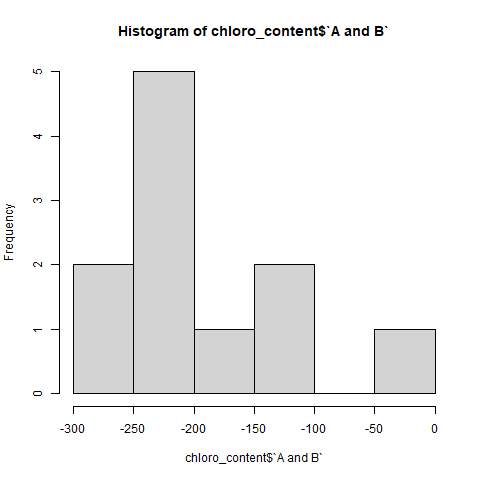 Histogram of chloro_content$`A and B`
Frequency
5
4
3
2
1
0
-300 -250 -200 -150 -100 -50 0
chloro_content$`A and B`